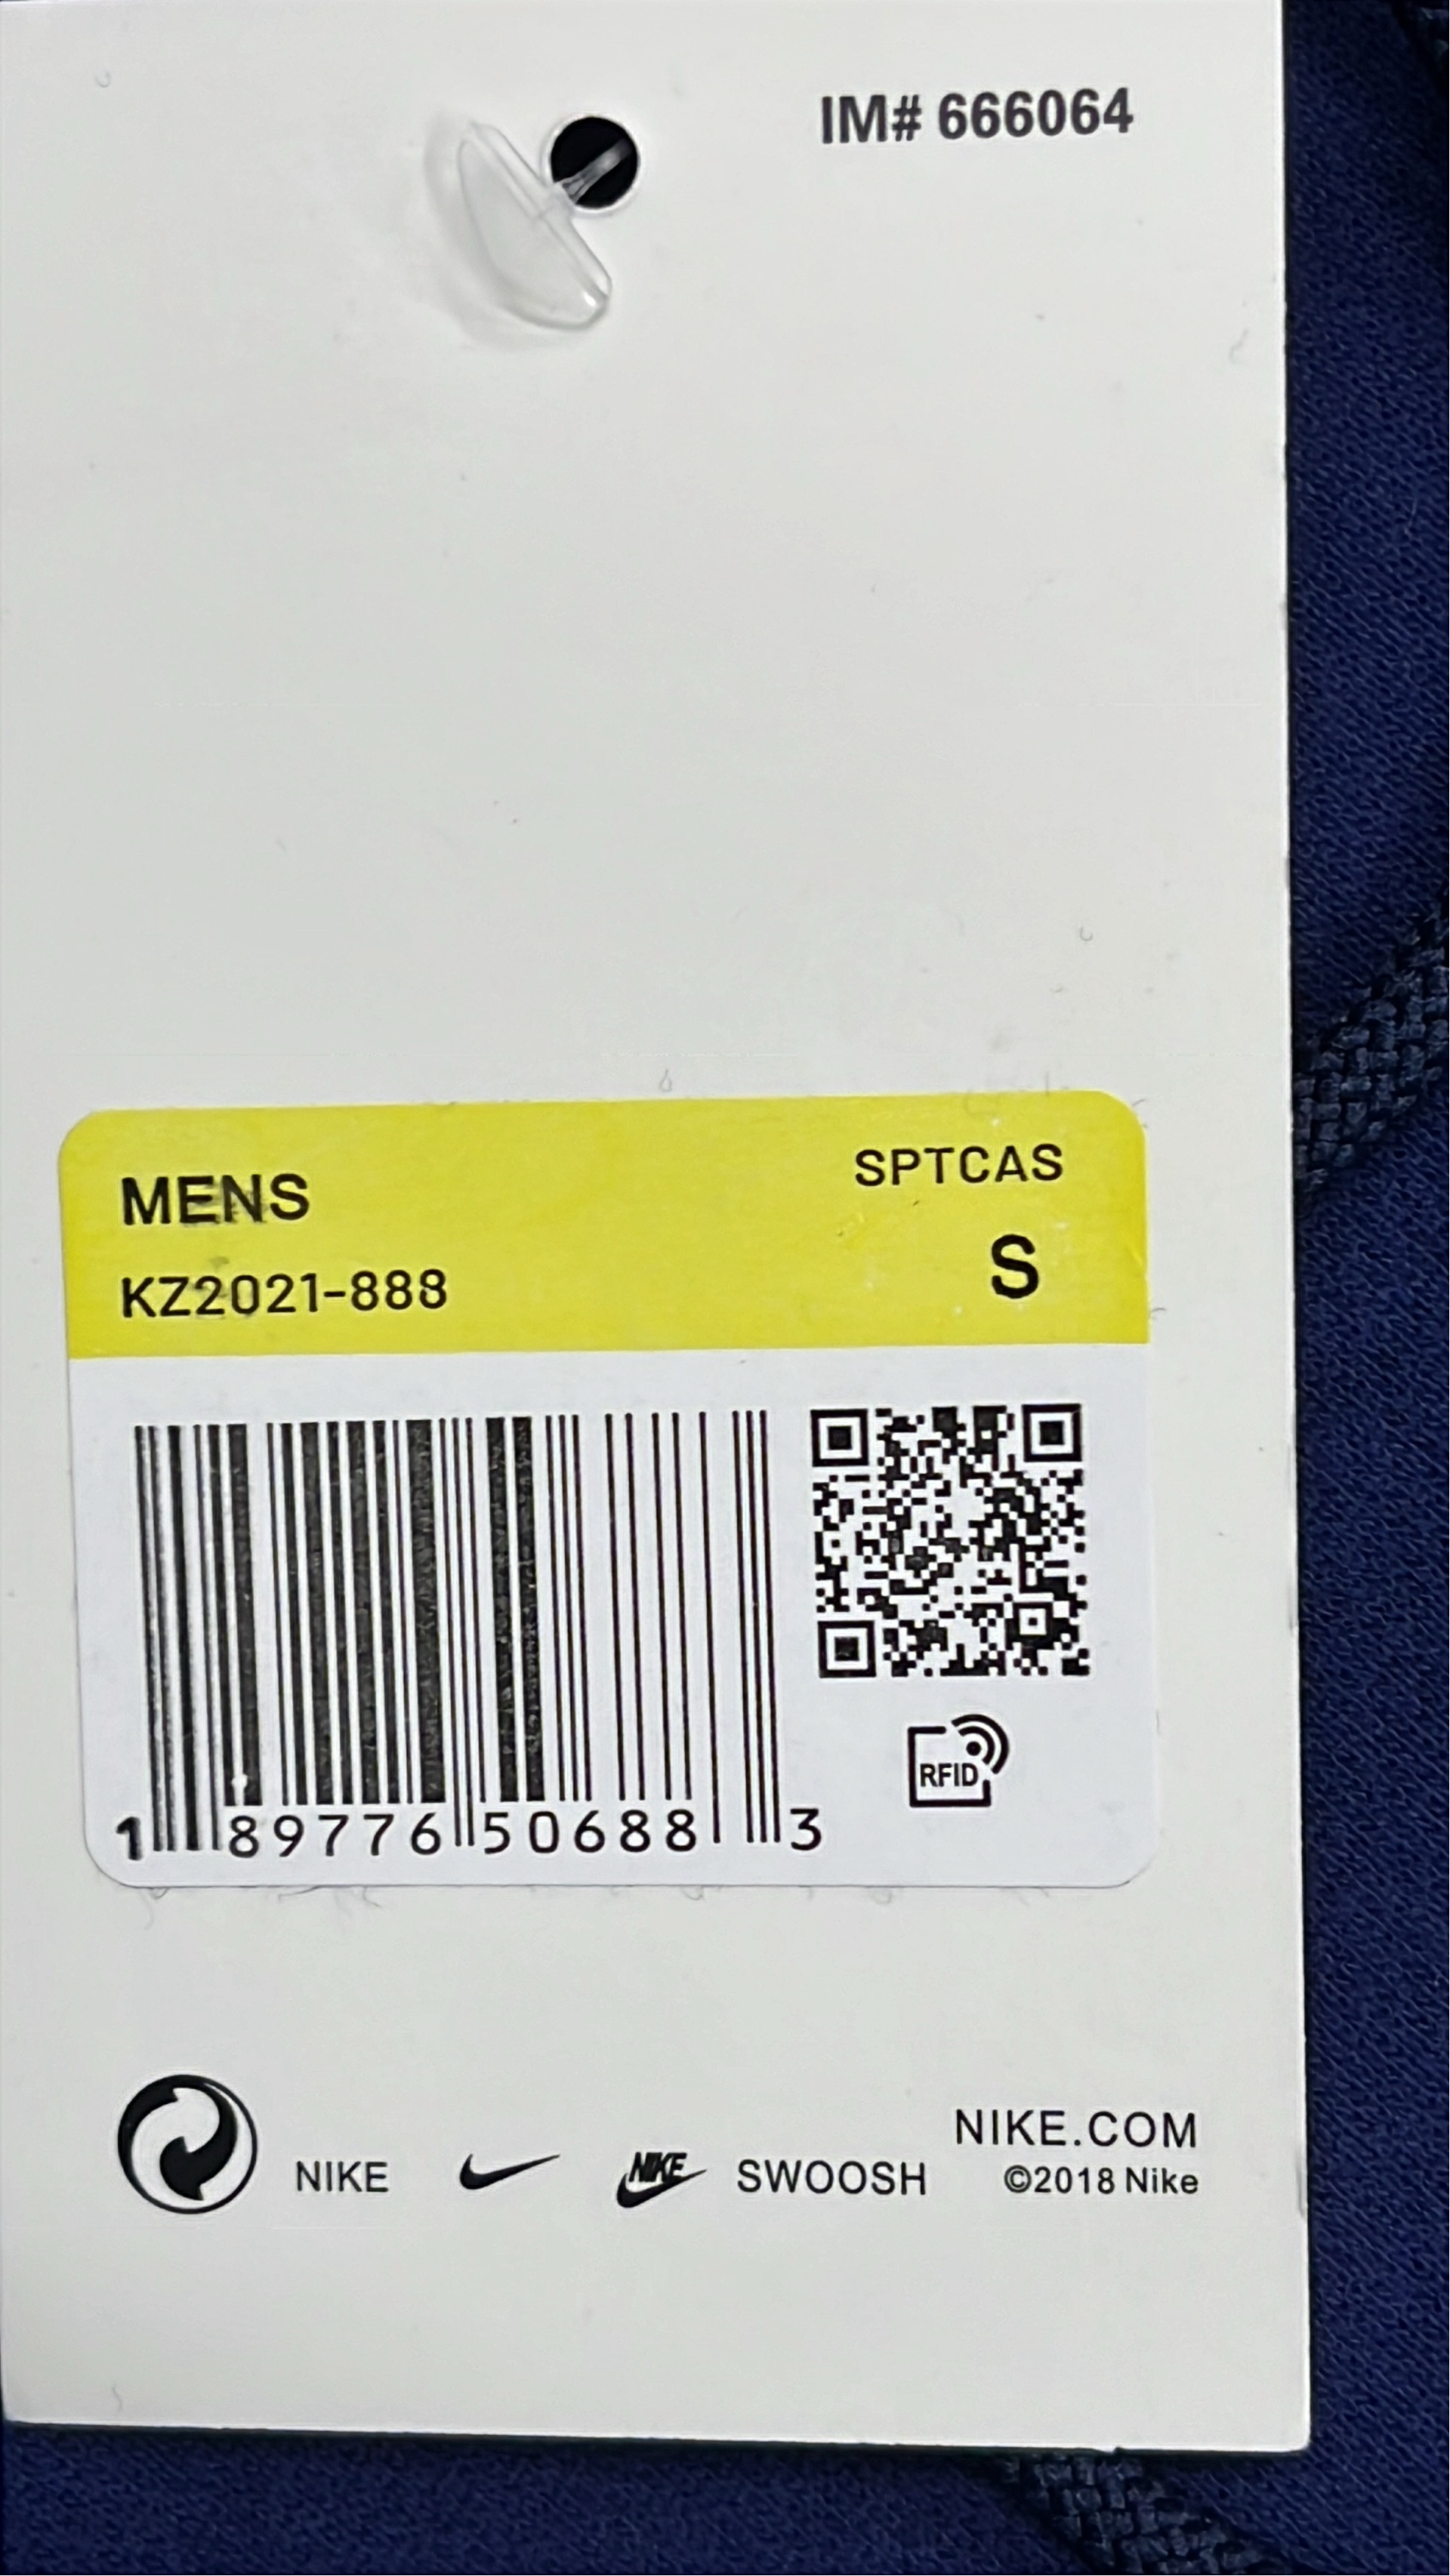 IM# 666064
MENS
SPTCAS
KZ2021-888
S
1 89776 50688 3
RFID
NIKE NIKE SWOOSH
NIKE.COM
©2018 Nike